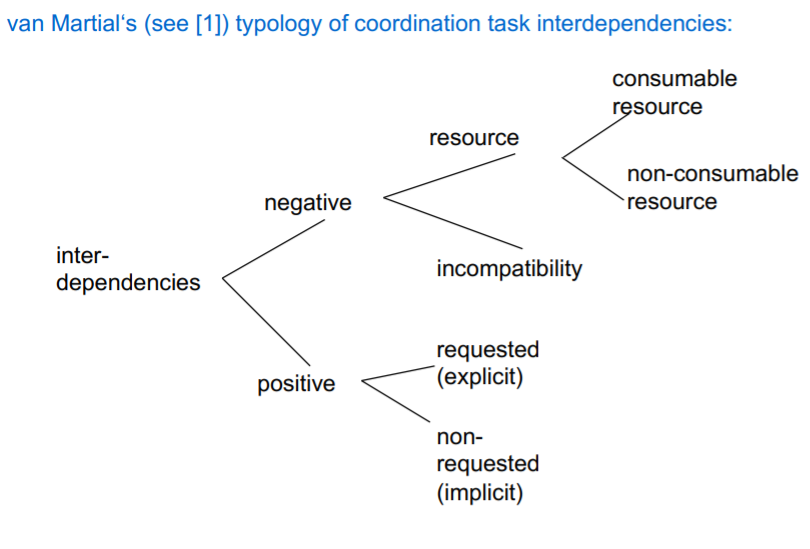 van Martial‘s (see [1]) typology of coordination task interdependencies:
consumable
resource
resource
non-consumable
resource
negative
inter-
dependencies
incompatibility
requested
(explicit)
positive
non-
requested
(implicit)